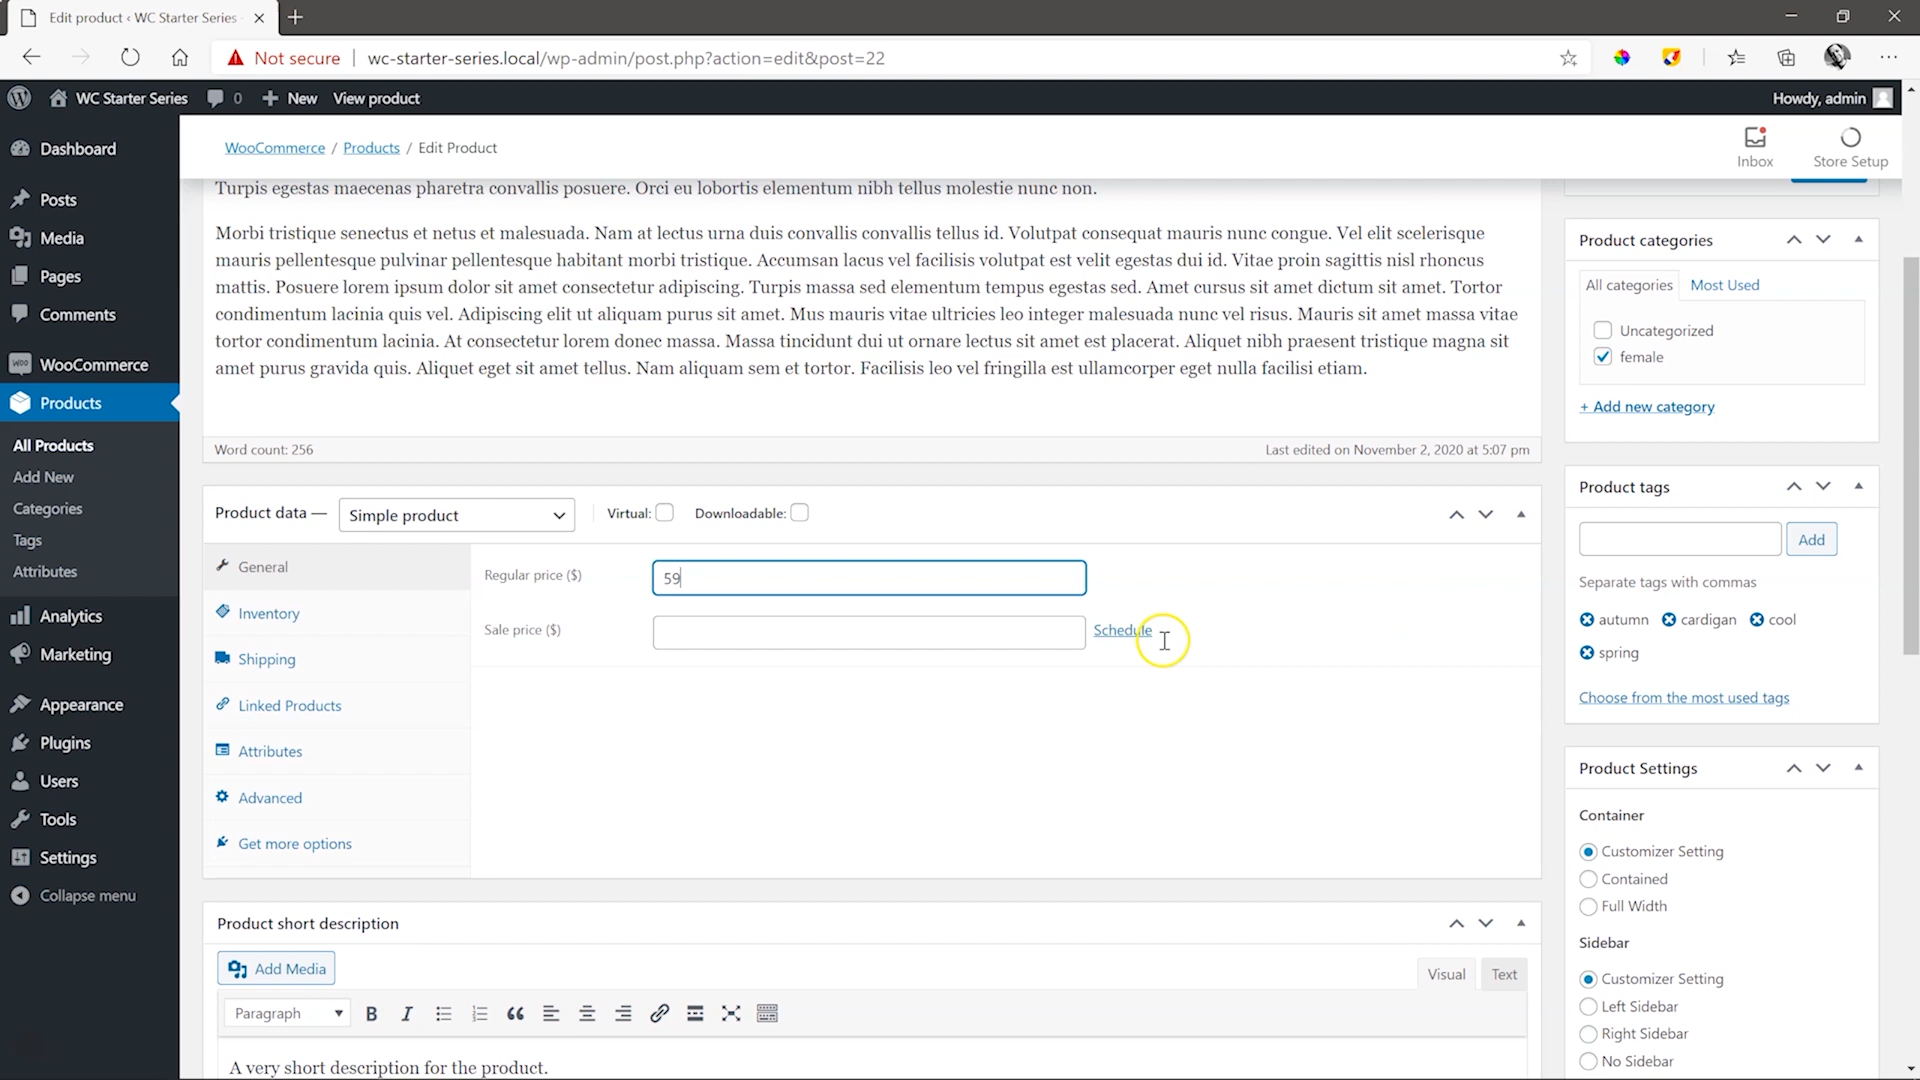 Edit product ‹ WC Starter Series
Not secure
wc-starter-series.local/wp-admin/post.php?action=edit&post=22
WC Starter Series
0
New
View product
Howdy, admin
Dashboard
Posts
Media
Pages
Comments
WooCommerce
Products
All Products
Add New
Categories
Tags
Attributes
Analytics
Marketing
Appearance
Plugins
Users
Tools
Settings
Collapse menu
WooCommerce / Products / Edit Product
Inbox
Store Setup
Turpis egestas maecenas pharetra convallis posuere. Orci eu lobortis elementum nibh tellus molestie nunc non.
Morbi tristique senectus et netus et malesuada. Nam at lectus urna duis convallis convallis tellus id. Volutpat consequat mauris nunc congue. Vel elit scelerisque
mauris pellentesque pulvinar pellentesque habitant morbi tristique. Accumsan lacus vel facilisis volutpat est velit egestas dui id. Vitae proin sagittis nisl rhoncus
mattis. Posuere lorem ipsum dolor sit amet consectetur adipiscing. Turpis massa sed elementum tempus egestas sed. Amet cursus sit amet dictum sit amet. Tortor
condimentum lacinia quis vel. Adipiscing elit ut aliquam purus sit amet. Mus mauris vitae ultricies leo integer malesuada nunc vel risus. Mauris sit amet massa vitae
tortor condimentum lacinia. At consectetur lorem donec massa. Massa tincidunt dui ut ornare lectus sit amet est placerat. Aliquet nibh praesent tristique magna sit
amet purus gravida quis. Aliquet eget sit amet tellus. Nam aliquam sem et tortor. Facilisis leo vel fringilla est ullamcorper eget nulla facilisi etiam.
Word count: 256
Last edited on November 2, 2020 at 5:07 pm
Product data — Simple product
Virtual:
Downloadable:
General
Inventory
Shipping
Linked Products
Attributes
Advanced
Get more options
Regular price ($)
59
Sale price ($)
Schedule
Product short description
Add Media
Visual
Text
Paragraph
B I
A very short description for the product.
Product categories
All categories
Most Used
Uncategorized
female
+ Add new category
Product tags
Add
Separate tags with commas
autumn cardigan cool
spring
Choose from the most used tags
Product Settings
Container
Customizer Setting
Contained
Full Width
Sidebar
Customizer Setting
Left Sidebar
Right Sidebar
No Sidebar